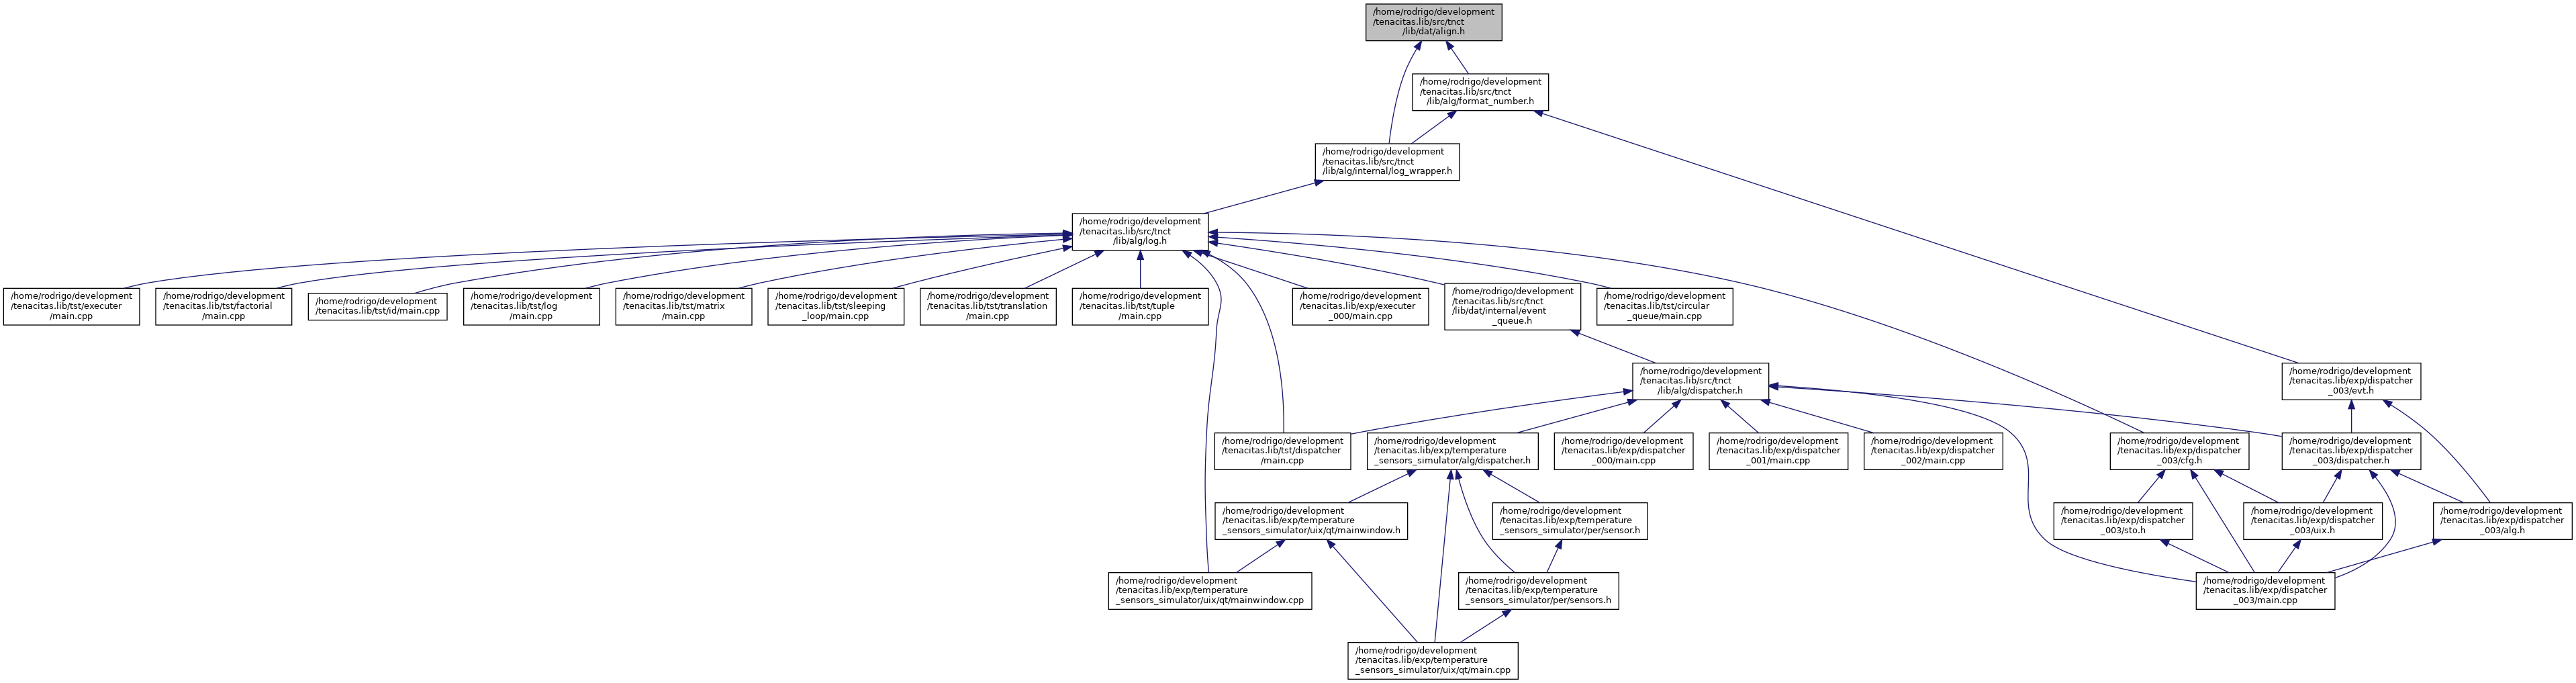 /home/rodrigo/development
/tenacitas.lib/src/tnct
/lib/dat/align.h
/home/rodrigo/development
/tenacitas.lib/src/tnct
/lib/alg/format_number.h
/home/rodrigo/development
/tenacitas.lib/src/tnct
/lib/alg/internal/log_wrapper.h
/home/rodrigo/development
/tenacitas.lib/src/tnct
/lib/alg/log.h
/home/rodrigo/development
/tenacitas.lib/tst/executer
/main.cpp
/home/rodrigo/development
/tenacitas.lib/tst/factorial
/main.cpp
/home/rodrigo/development
/tenacitas.lib/tst/id/main.cpp
/home/rodrigo/development
/tenacitas.lib/tst/log
/main.cpp
/home/rodrigo/development
/tenacitas.lib/tst/matrix
/main.cpp
/home/rodrigo/development
/tenacitas.lib/tst/sleeping
_loop/main.cpp
/home/rodrigo/development
/tenacitas.lib/tst/translation
/main.cpp
/home/rodrigo/development
/tenacitas.lib/tst/tuple
/main.cpp
/home/rodrigo/development
/tenacitas.lib/exp/executer
_000/main.cpp
/home/rodrigo/development
/tenacitas.lib/src/tnct
/lib/dat/internal/event
_queue.h
/home/rodrigo/development
/tenacitas.lib/tst/circular
_queue/main.cpp
/home/rodrigo/development
/tenacitas.lib/src/tnct
/lib/alg/dispatcher.h
/home/rodrigo/development
/tenacitas.lib/exp/dispatcher
_003/evt.h
/home/rodrigo/development
/tenacitas.lib/tst/dispatcher
/main.cpp
/home/rodrigo/development
/tenacitas.lib/exp/temperature
_sensors_simulator/alg/dispatcher.h
/home/rodrigo/development
/tenacitas.lib/exp/dispatcher
_000/main.cpp
/home/rodrigo/development
/tenacitas.lib/exp/dispatcher
_001/main.cpp
/home/rodrigo/development
/tenacitas.lib/exp/dispatcher
_002/main.cpp
/home/rodrigo/development
/tenacitas.lib/exp/dispatcher
_003/cfg.h
/home/rodrigo/development
/tenacitas.lib/exp/dispatcher
_003/dispatcher.h
/home/rodrigo/development
/tenacitas.lib/exp/temperature
_sensors_simulator/uix/qt/mainwindow.h
/home/rodrigo/development
/tenacitas.lib/exp/temperature
_sensors_simulator/per/sensor.h
/home/rodrigo/development
/tenacitas.lib/exp/dispatcher
_003/sto.h
/home/rodrigo/development
/tenacitas.lib/exp/dispatcher
_003/uix.h
/home/rodrigo/development
/tenacitas.lib/exp/dispatcher
_003/alg.h
/home/rodrigo/development
/tenacitas.lib/exp/temperature
_sensors_simulator/uix/qt/mainwindow.cpp
/home/rodrigo/development
/tenacitas.lib/exp/temperature
_sensors_simulator/per/sensors.h
/home/rodrigo/development
/tenacitas.lib/exp/dispatcher
_003/main.cpp
/home/rodrigo/development
/tenacitas.lib/exp/temperature
_sensors_simulator/uix/qt/main.cpp